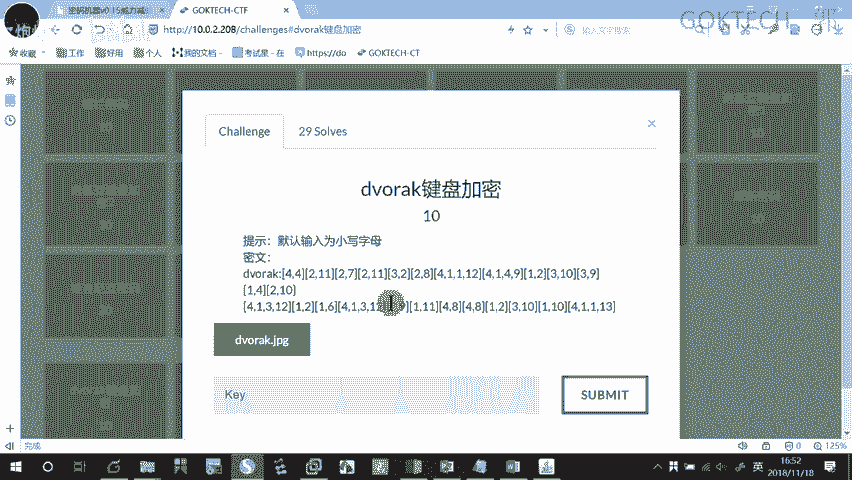 GOKTECH-CTF
GOKTECH
http://10.0.2.208/challenges#dvorak键盘加密
收藏 工作 好用 个人 我的文档 - 考试星 - 在 https://do GOKTECH-CT
Challenge
29 Solves
×
dvorak键盘加密
10
提示：默认输入为小写字母
密文：
dvorak:[4,4][2,11][2,7][2,11][3,2][2,8][4,1,1,12][4,1,4,9][1,2][3,10][3,9]
[1,4][2,10]
[4,1,3,12][1,2][1,6][4,1,3,12] [1,11][4,8][4,8][1,2][3,10][1,10][4,1,1,13]
dvorak.jpg
Key
SUBMIT
完成
0
125%
英
16:52
2018/11/18